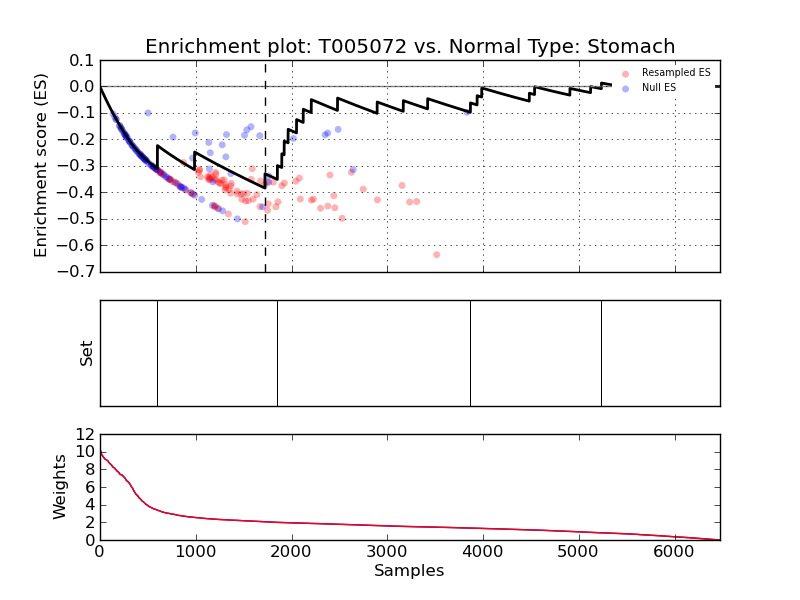 Enrichment plot: T005072 vs. Normal Type: Stomach
Enrichment score (ES)
0.1
0.0
−0.1
−0.2
−0.3
−0.4
−0.5
−0.6
−0.7
Resampled ES
Null ES
Set
Weights
12
10
8
6
4
2
0
0 1000 2000 3000 4000 5000 6000
Samples